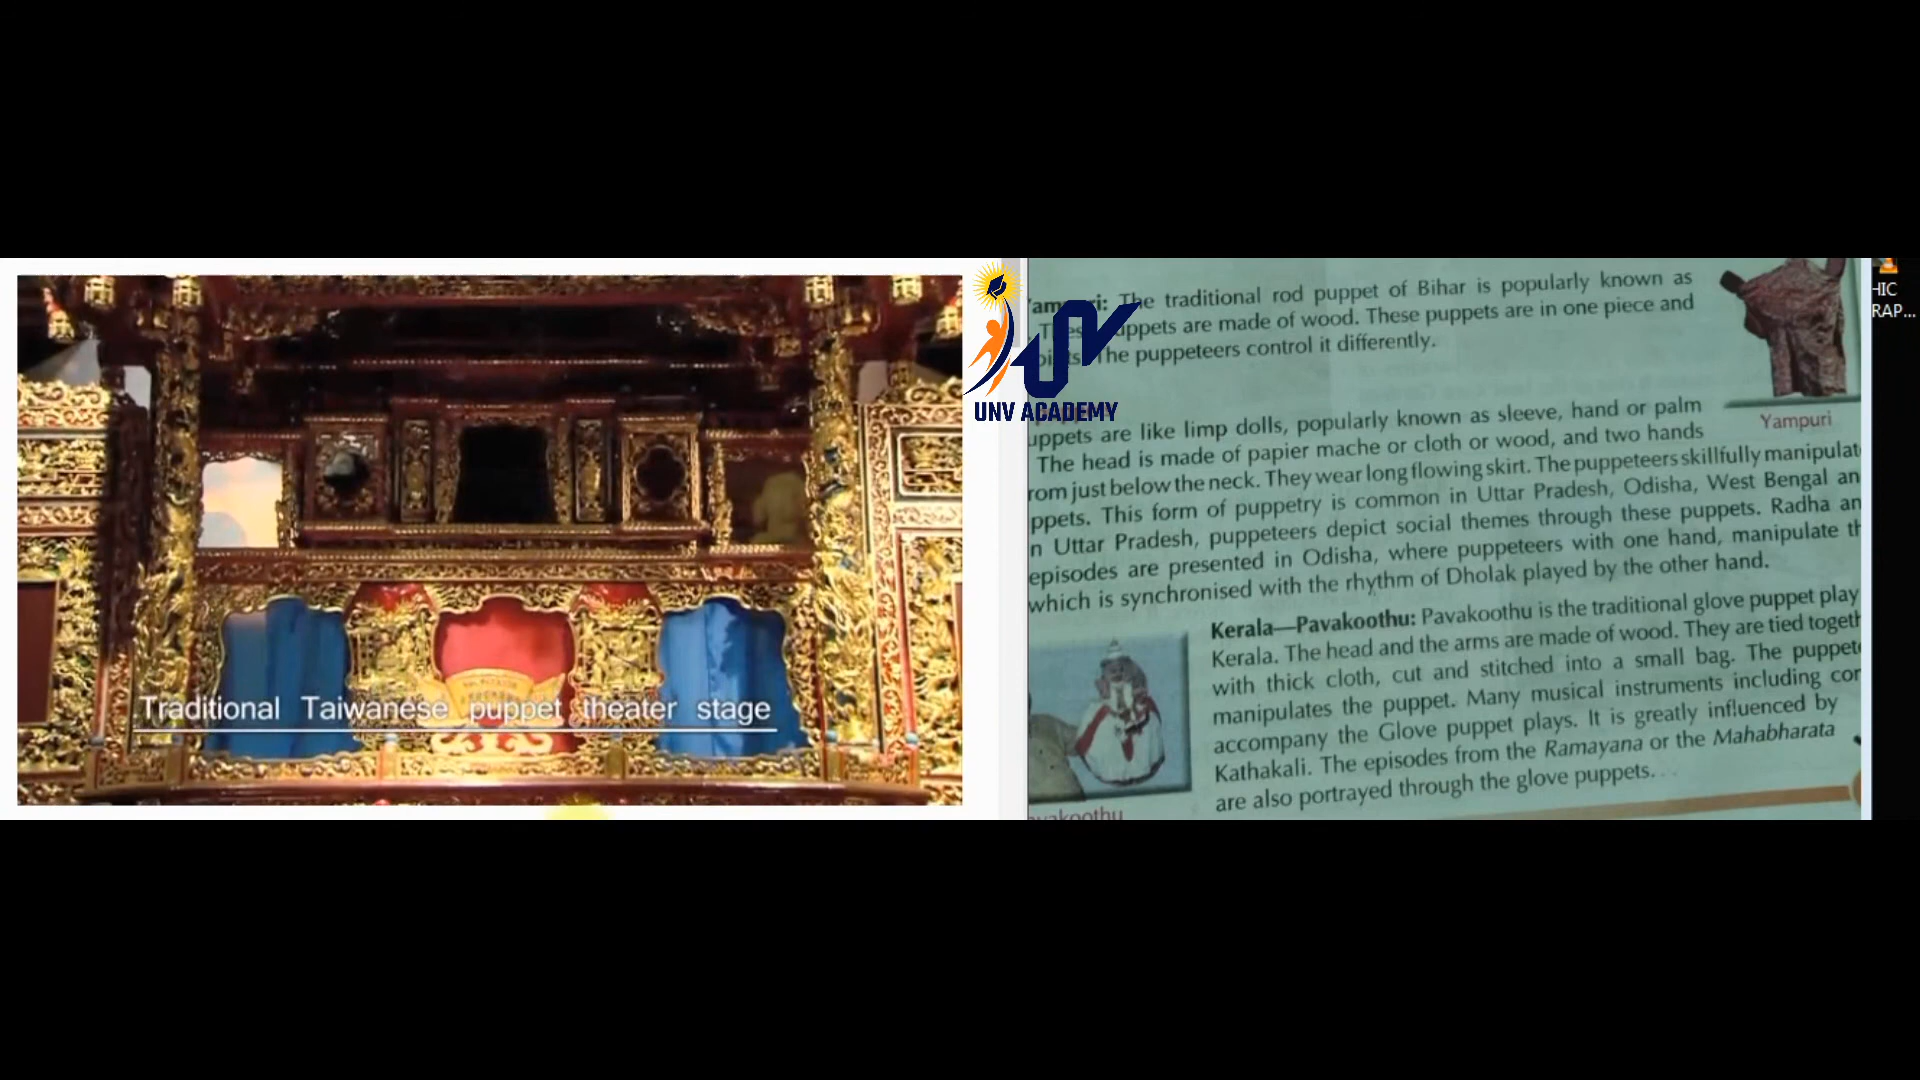 Traditional Taiwanese puppet theater stage
UNV ACADEMY
The traditional rod puppet of Bihar is popularly known as
puppets are made of wood. These puppets are in one piece and
The puppeteers control it differently.
Yampuri
uppets are like limp dolls, popularly known as sleeve, hand or palm
The head is made of papier mache or cloth or wood, and two hands
rom just below the neck. They wear long flowing skirt. The puppeteers skillfully manipulat
ppets. This form of puppetry is common in Uttar Pradesh, Odisha, West Bengal an
n Uttar Pradesh, puppeteers depict social themes through these puppets. Radha an
episodes are presented in Odisha, where puppeteers with one hand, manipulate th
which is synchronised with the rhythm of Dholak played by the other hand.
Kerala—Pavakoothu: Pavakoothu is the traditional glove puppet play
Kerala. The head and the arms are made of wood. They are tied togeth
with thick cloth, cut and stitched into a small bag. The puppete
manipulates the puppet. Many musical instruments including con
accompany the Glove puppet plays. It is greatly influenced by
Kathakali. The episodes from the Ramayana or the Mahabharata
are also portrayed through the glove puppets.
avakoothu
HIC
RAP...